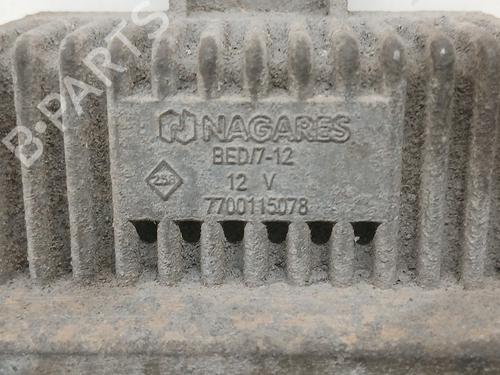 B-PARTS
NAGARES
BED/7-12
12 V
7700115078